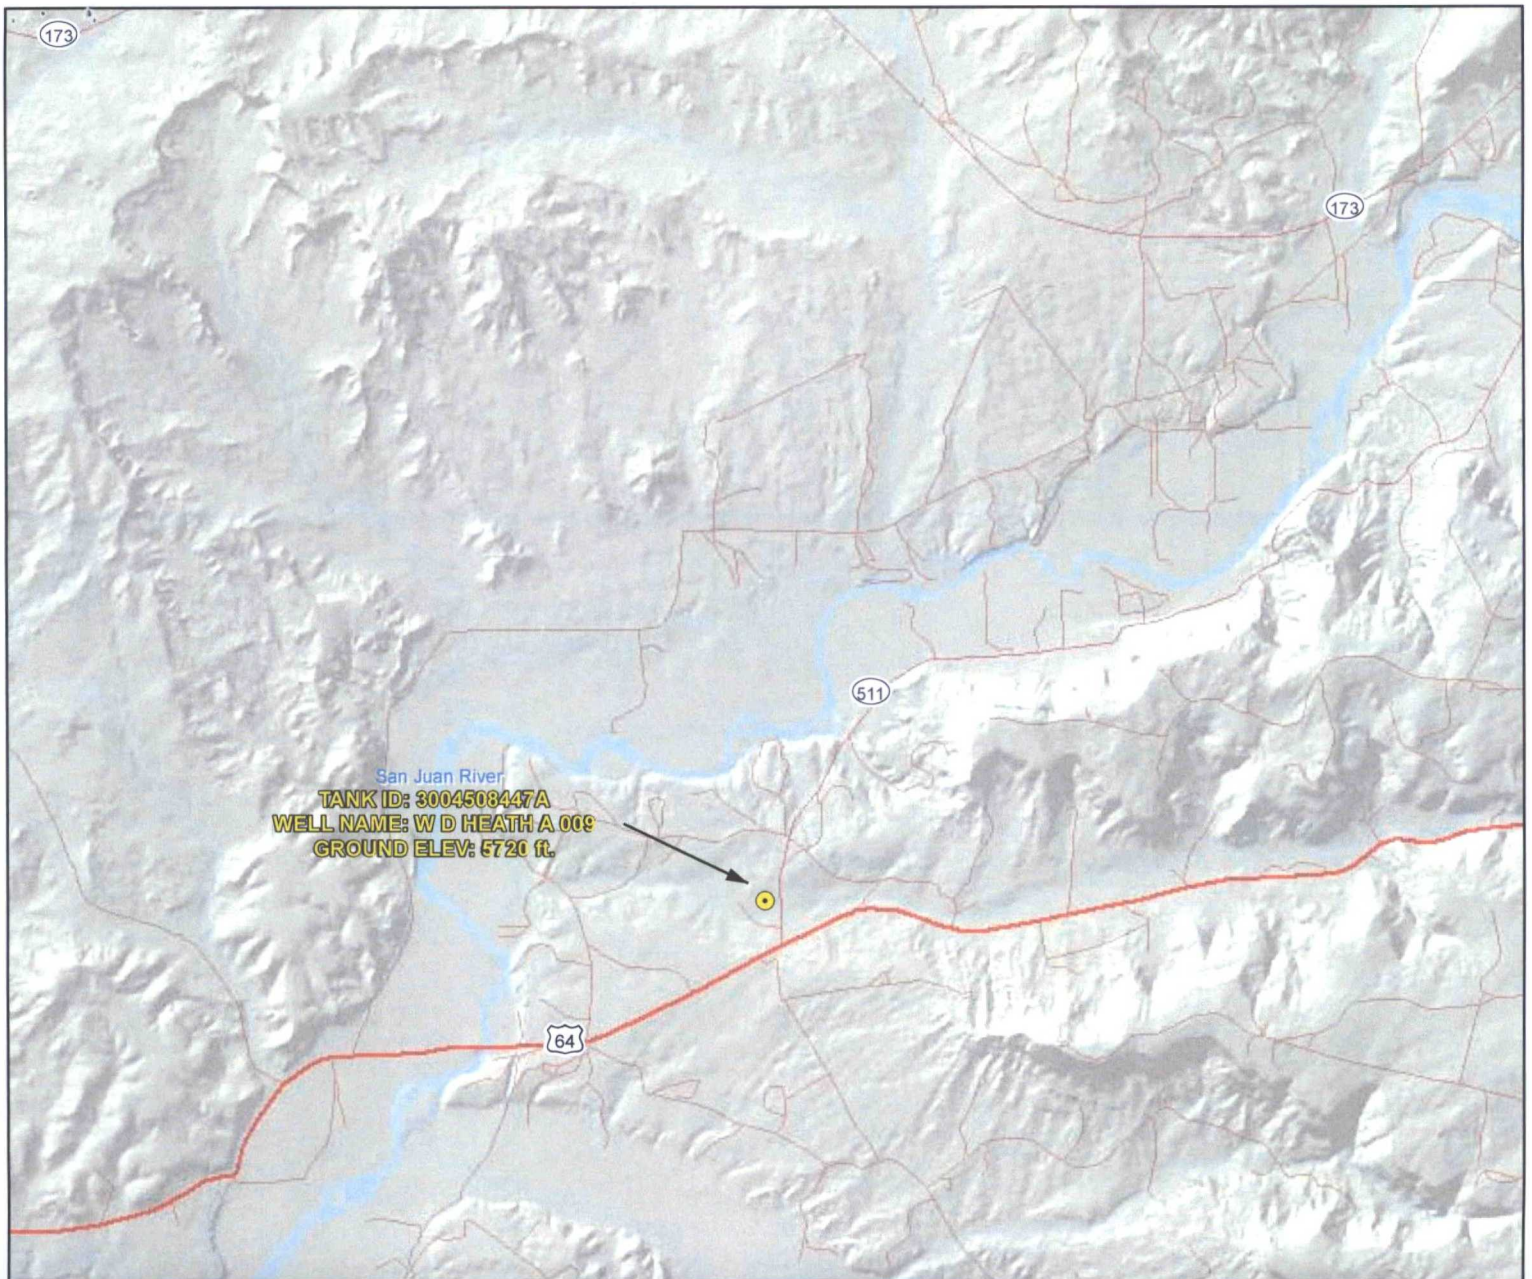 173
173
511
San Juan River
TANK ID: 3004508447A
WELL NAME: W D HEATH A 009
GROUND ELEV: 5720 ft.
64